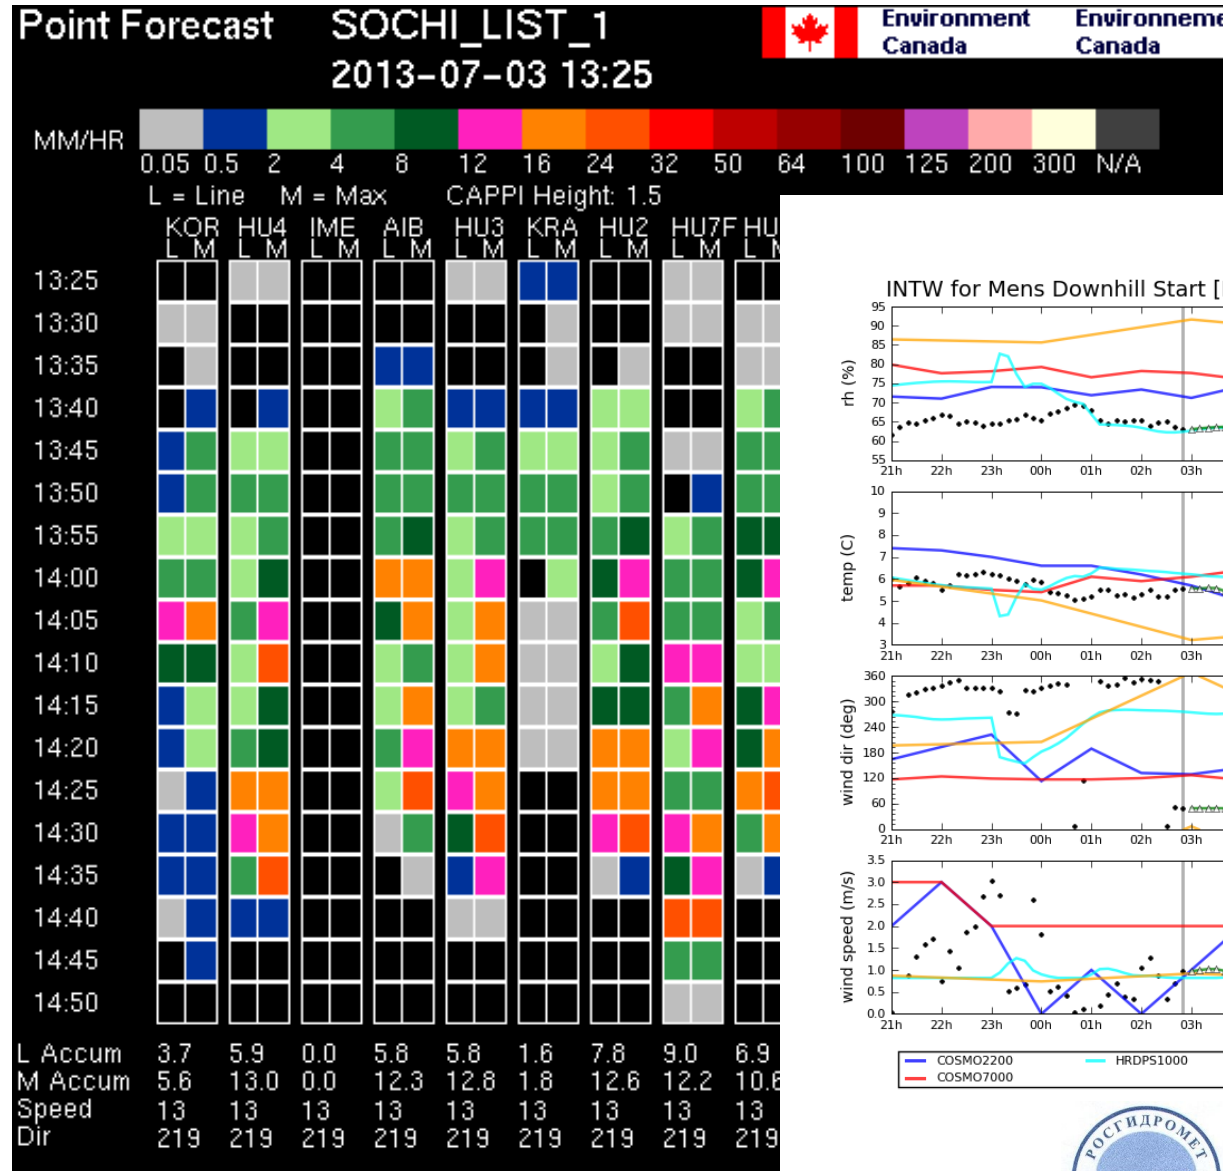 Point Forecast SOCHI_LIST_1
2013-07-03 13:25
Environment
Canada
Canada
MM/HR
0.05 0.5 2 4 8 12 16 24 32 50 64 100 125 200 300 N/A
L = Line M = Max CAPPI Height: 1.5
KOR HU4 IME AIB HU3 KRA HU2 HU7F HU
L M L M L M L M L M L M L M L M L
13:25
13:30
13:35
13:40
13:45
13:50
13:55
14:00
14:05
14:10
14:15
14:20
14:25
14:30
14:35
14:40
14:45
14:50
L Accum 3.7 5.9 0.0 5.8 5.8 1.6 7.8 9.0 6.9
M Accum 5.6 13.0 0.0 12.3 12.8 1.8 12.6 12.2 10.6
Speed 13 13 13 13 13 13 13 13 13
Dir 219 219 219 219 219 219 219 219 219
INTW for Mens Downhill Start [
rh (%)
95
90
85
80
75
70
65
60
55
21h 22h 23h 00h 01h 02h 03h
temp (C)
10
9
8
7
6
5
4
3
21h 22h 23h 00h 01h 02h 03h
wind dir (deg)
360
300
240
180
120
60
0
21h 22h 23h 00h 01h 02h 03h
wind speed (m/s)
3.5
3.0
2.5
2.0
1.5
1.0
0.5
0.0
21h 22h 23h 00h 01h 02h 03h
COSMO2200 HRDPS1000
COSMO7000
РОСГИДРОМЕТ